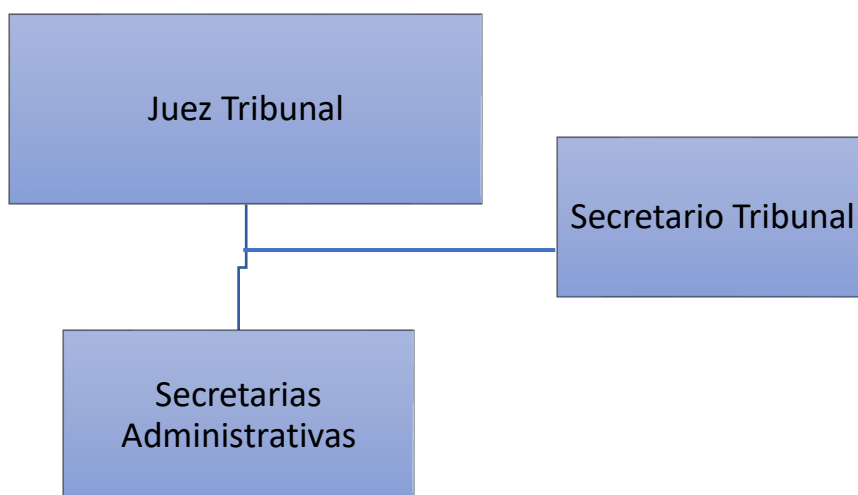 Juez Tribunal
Secretario Tribunal
Secretarias
Administrativas